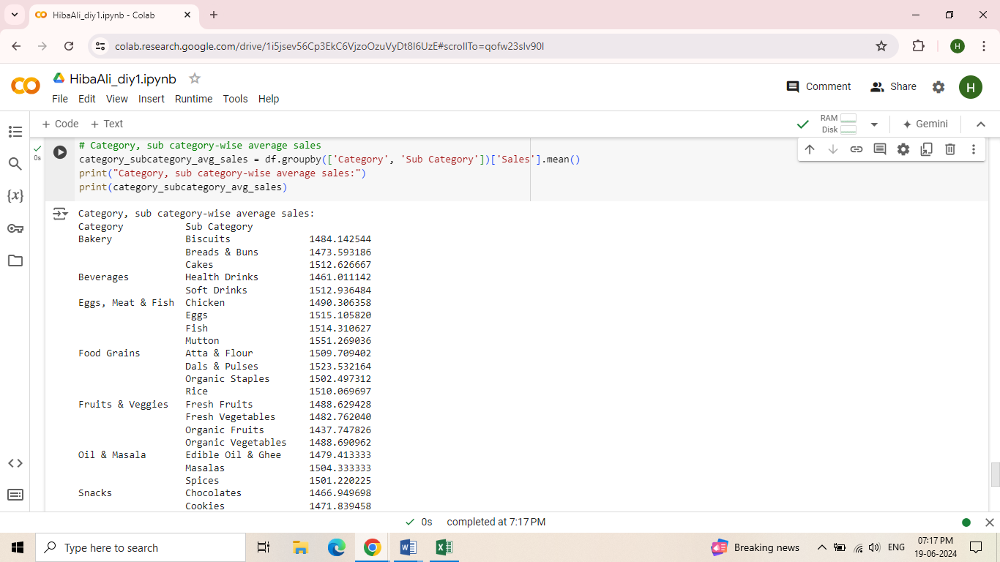 HibaAli_diy1.ipynb - Colab
colab.research.google.com/drive/1i5jsev56Cp3EkC6VjzoOzuVyDt8I6UzE#scrollTo=qofw23slv90I
H
CO
HibaAli_diy1.ipynb
File Edit View Insert Runtime Tools Help
Comment
Share
H
+ Code + Text
RAM
Disk
Gemini
0s
# Category, sub category-wise average sales
category_subcategory_avg_sales = df.groupby(['Category', 'Sub Category'])['Sales'].mean()
print("Category, sub category-wise average sales:")
print(category_subcategory_avg_sales)
{x}
Category, sub category-wise average sales:
Category Sub Category
Bakery Biscuits 1484.142544
Breads & Buns 1473.593186
Cakes 1512.626667
Beverages Health Drinks 1461.011142
Soft Drinks 1512.936484
Eggs, Meat & Fish Chicken 1490.306358
Eggs 1515.105820
Fish 1514.310627
Mutton 1551.269036
Food Grains Atta & Flour 1509.709402
Dals & Pulses 1523.532164
Organic Staples 1502.497312
Rice 1510.069697
Fruits & Veggies Fresh Fruits 1488.629428
Fresh Vegetables 1482.762040
Organic Fruits 1437.747826
Organic Vegetables 1488.690962
Oil & Masala Edible Oil & Ghee 1479.413333
Masalas 1504.333333
Spices 1501.220225
Snacks Chocolates 1466.949698
Cookies 1471.839458
0s completed at 7:17 PM
Type here to search
Breaking news
ENG
07:17 PM
19-06-2024